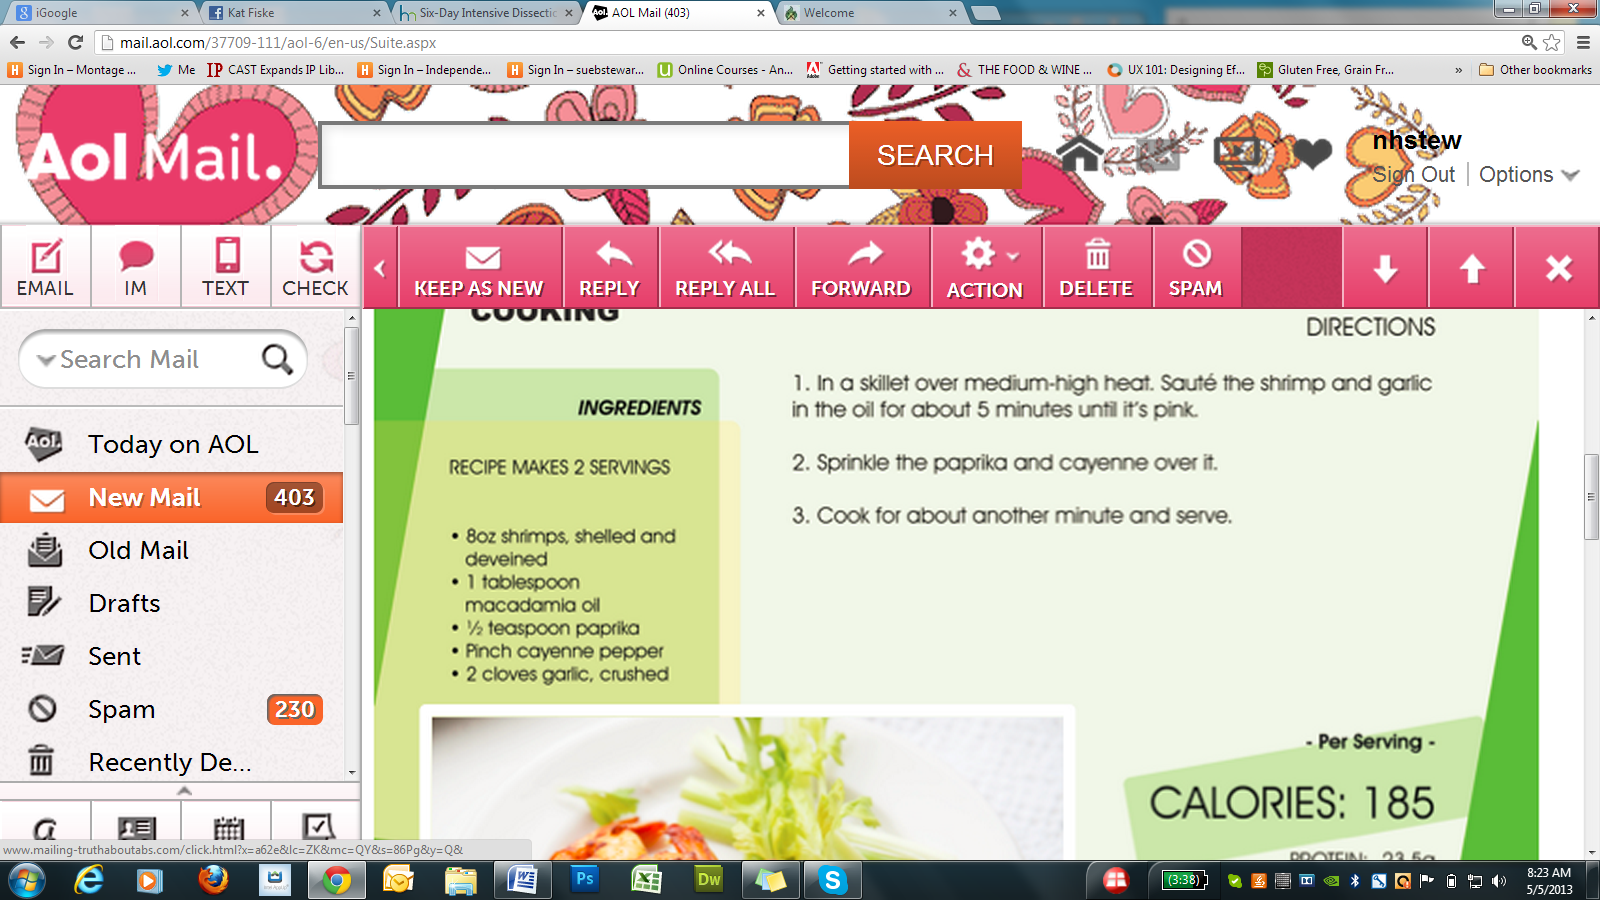 iGoogle
Kat Fiske
Six-Day Intensive Dissectic
AOL Mail (403)
Welcome
mail.aol.com/37709-111/aol-6/en-us/Suite.aspx
Sign In – Montage ...
Me
CAST Expands IP Lib...
Sign In – Independe...
Sign In – suebstewar...
Online Courses - An...
Getting started with ...
THE FOOD & WINE ...
UX 101: Designing Ef...
Gluten Free, Grain Fr...
»
Other bookmarks
Aol Mail.
SEARCH
nhstew
Sign Out | Options
EMAIL
IM
TEXT
CHECK
KEEP AS NEW
REPLY
REPLY ALL
FORWARD
ACTION
DELETE
SPAM
Search Mail
Aol. Today on AOL
New Mail 403
Old Mail
Drafts
Sent
Spam 230
Recently De...
COOKING
INGREDIENTS
RECIPE MAKES 2 SERVINGS
• 8oz shrimps, shelled and
deveined
• 1 tablespoon
macadamia oil
• ½ teaspoon paprika
• Pinch cayenne pepper
• 2 cloves garlic, crushed
DIRECTIONS
1. In a skillet over medium-high heat. Sauté the shrimp and garlic
in the oil for about 5 minutes until it's pink.
2. Sprinkle the paprika and cayenne over it.
3. Cook for about another minute and serve.
- Per Serving -
CALORIES: 185
PROTEIN: 23.5g
www.mailing-truthaboutabs.com/click.html?x=a62e&lc=ZK&mc=QY&s=86Pg&y=Q&
Ps
Dw
(3:38)
8:23 AM
5/5/2013